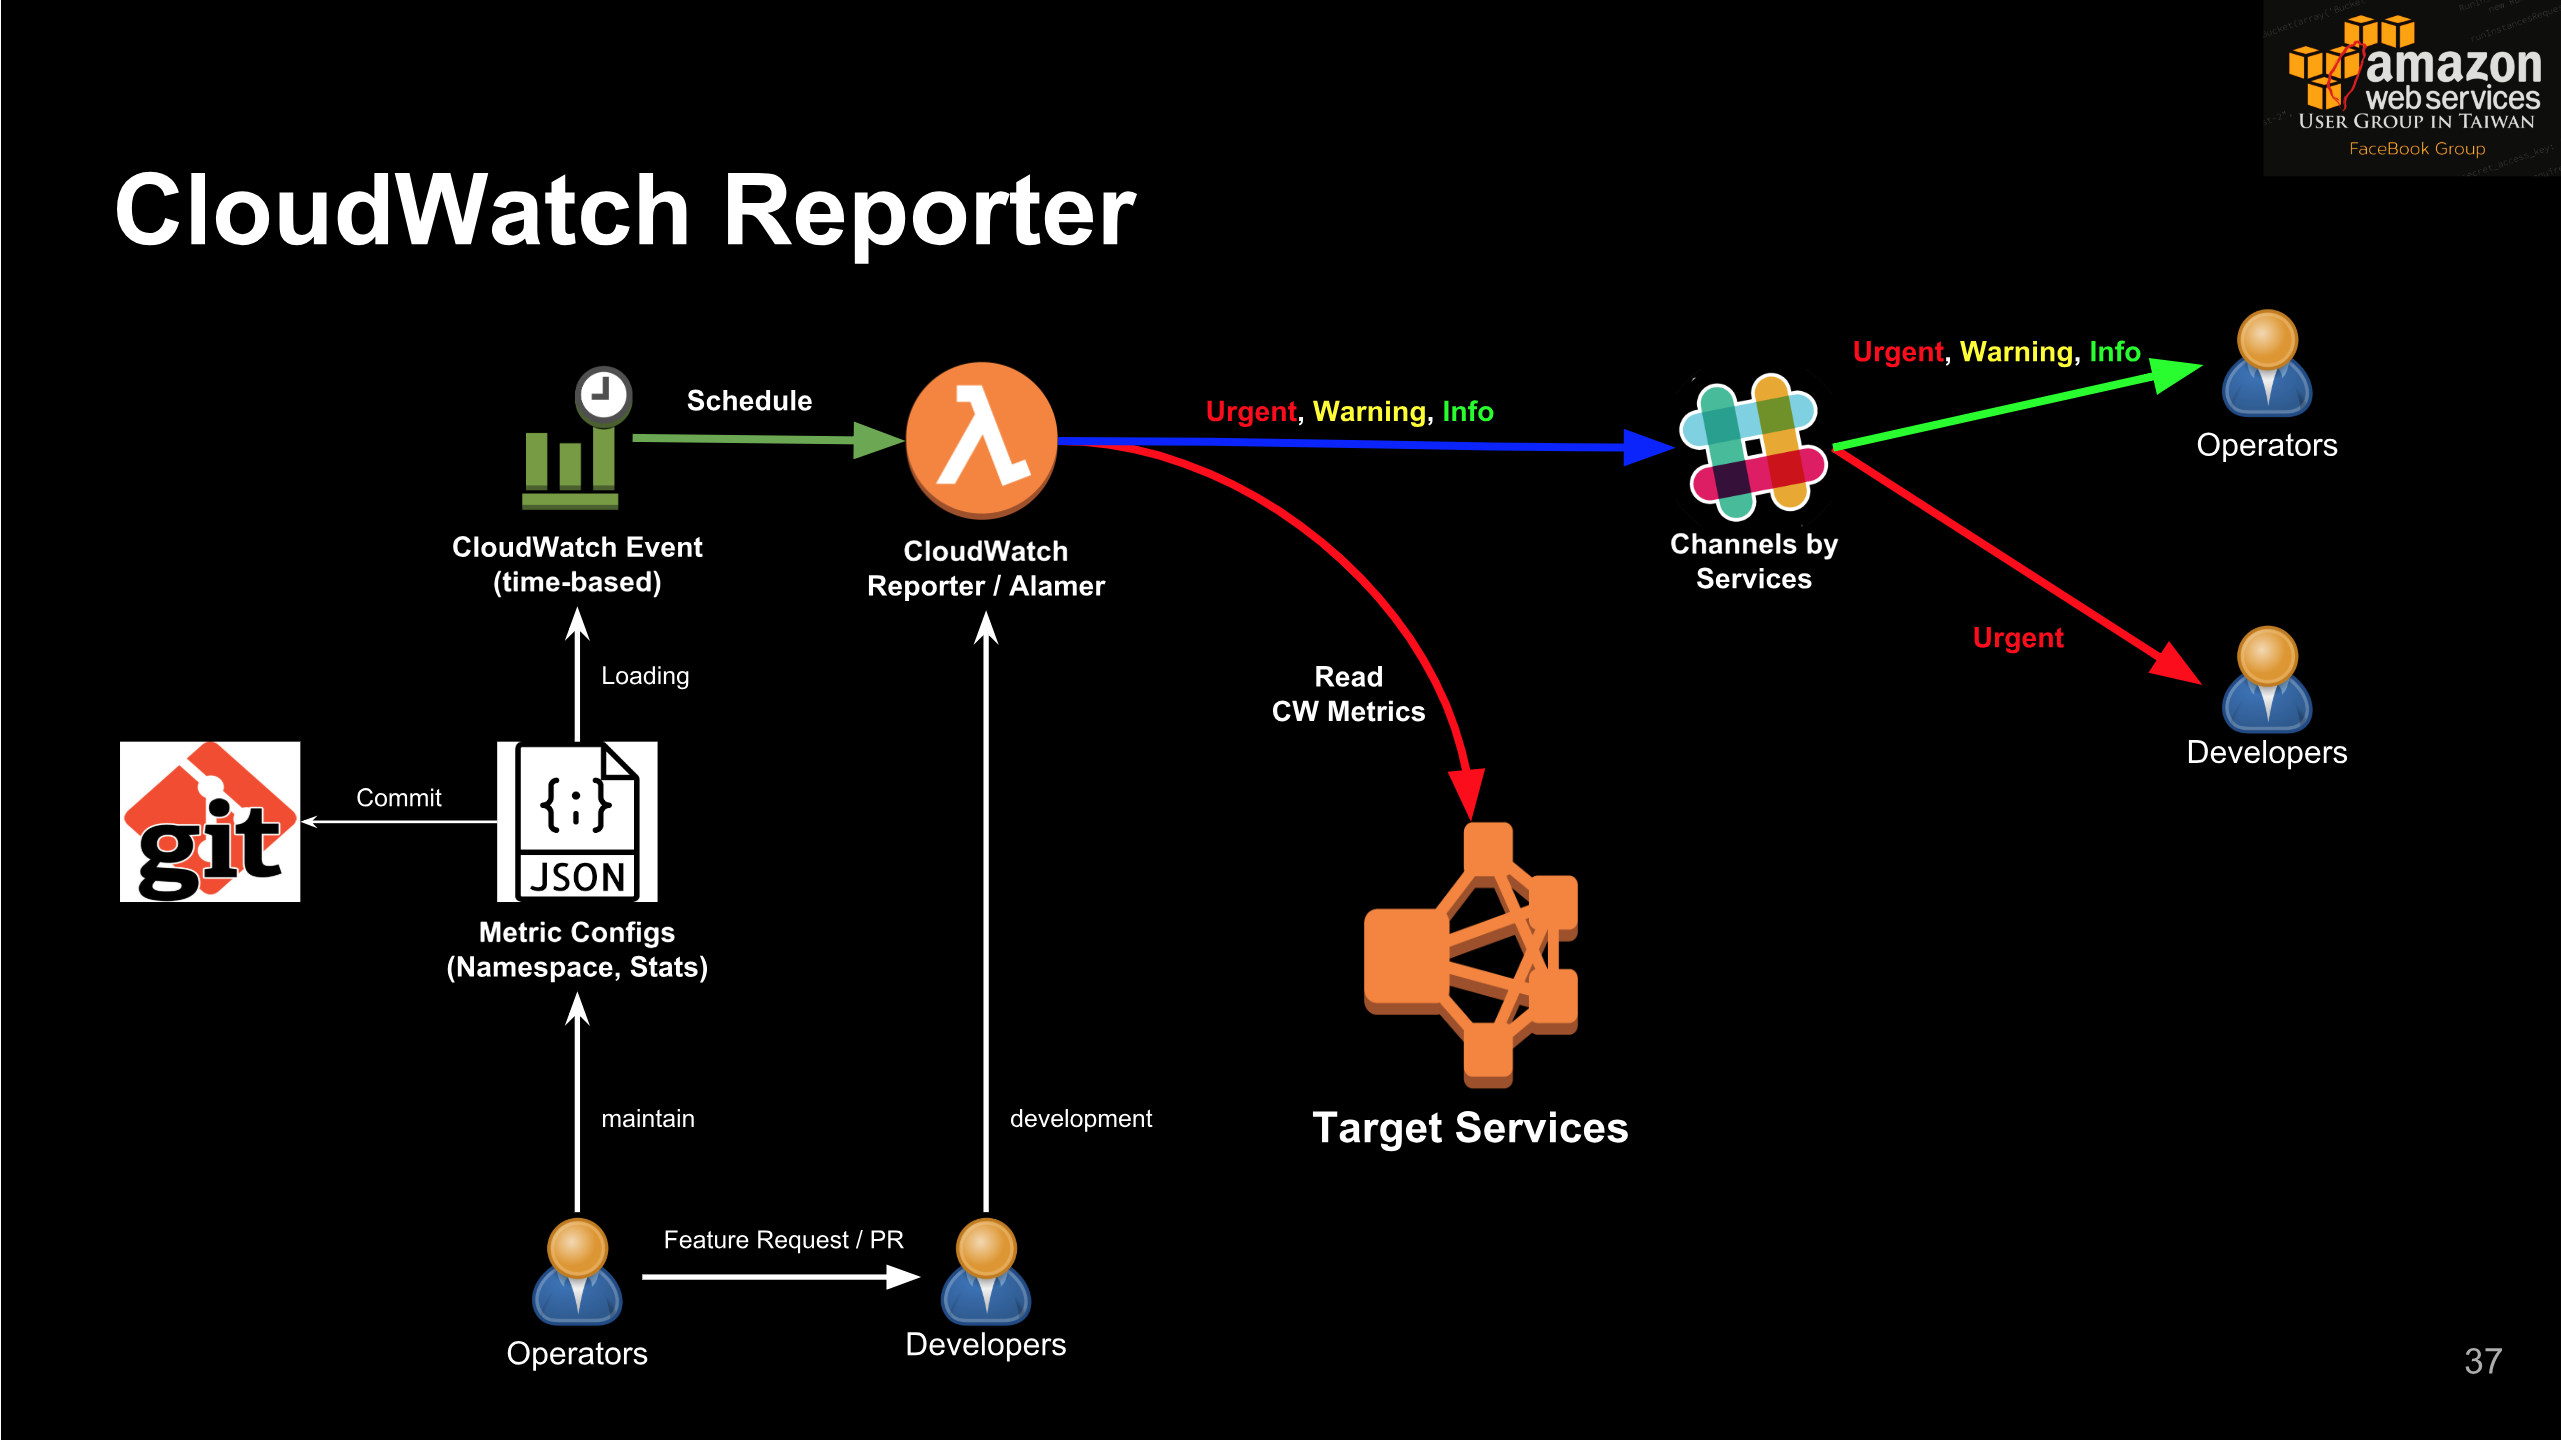 amazon
web services
USER GROUP IN TAIWAN
FaceBook Group
CloudWatch Reporter
Schedule
Urgent, Warning, Info
Urgent, Warning, Info
Operators
CloudWatch Event
(time-based)
CloudWatch
Reporter / Alamer
Channels by
Services
Urgent
Developers
Loading
Read
CW Metrics
git
Commit
{;}
JSON
Metric Configs
(Namespace, Stats)
maintain
development
Target Services
Feature Request / PR
Operators
Developers
37